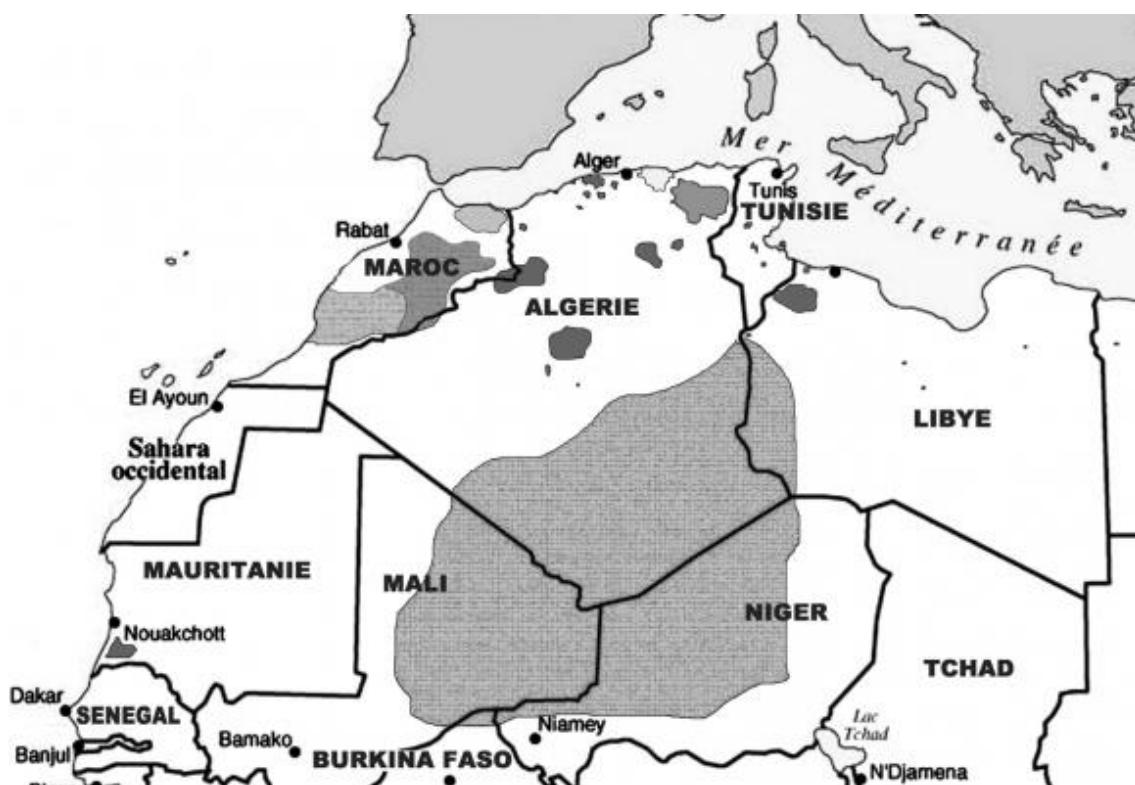 Mer
Méditerranée
Alger
Tunis
TUNISIE
Rabat
MAROC
ALGERIE
El Ayoun
LIBYE
Sahara
occidental
MAURITANIE
MALI
NIGER
Nouakchott
TCHAD
Dakar
SENEGAL
Banjul
Bamako
Niamey
BURKINA FASO
Lac
Tchad
N'Djamena